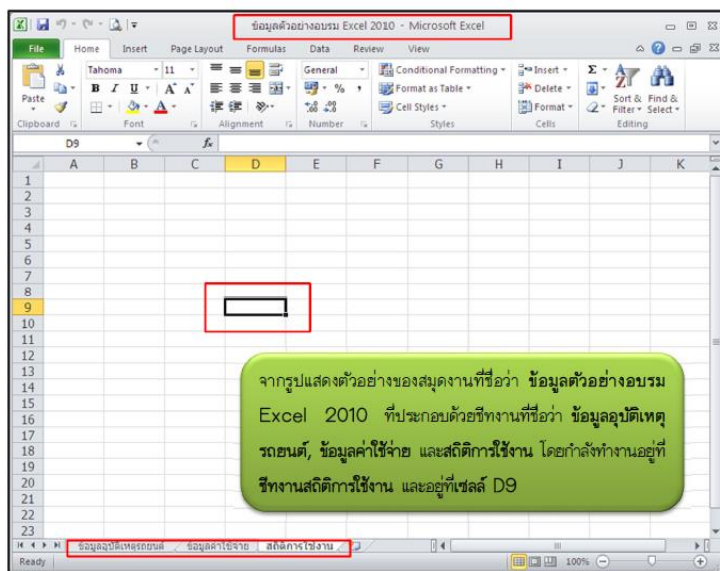 ข้อมูลตัวอย่างอบรม Excel 2010 - Microsoft Excel
File Home Insert Page Layout Formulas Data Review View
Tahoma 11 General Conditional Formatting Insert Σ
Paste B I U A A % , Format as Table Delete Sort & Find &
A Cell Styles Format Filter Select
Clipboard Font Alignment Number Styles Cells Editing
D9 fx
A B C D E F G H I J K
1
2
3
4
5
6
7
8
9
10
11
12
13
14
15
16
17
18
19
20
21
22
23
จากรูปแสดงตัวอย่างของสมุดงานที่ชื่อว่า ข้อมูลตัวอย่างอบรม
Excel 2010 ที่ประกอบด้วยชีทงานที่ชื่อว่า ข้อมูลอุบัติเหตุ
รถยนต์, ข้อมูลค่าใช้จ่าย และสถิติการใช้งาน โดยกำลังทำงานอยู่ที่
ชีทงานสถิติการใช้งาน และอยู่ที่เซลล์ D9
ข้อมูลอุบัติเหตุรถยนต์ ข้อมูลค่าใช้จ่าย สถิติการใช้งาน
Ready 100%